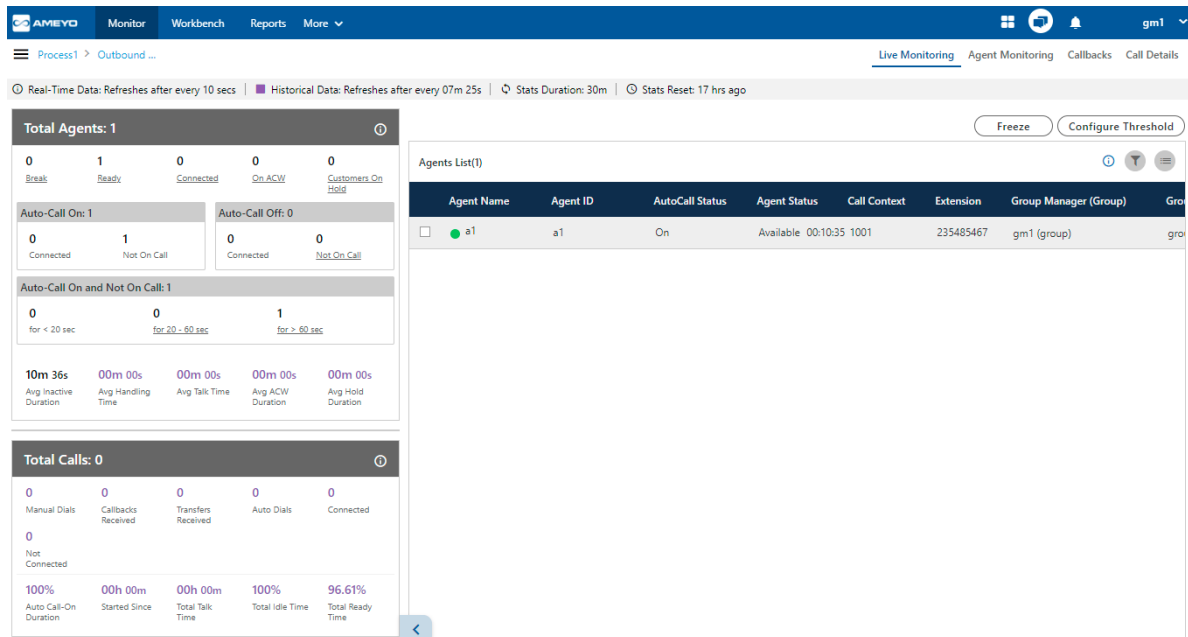 AMEYO Monitor Workbench Reports More gm1
Process1 > Outbound ... Live Monitoring Agent Monitoring Callbacks Call Details
Real-Time Data: Refreshes after every 10 secs | Historical Data: Refreshes after every 07m 25s | Stats Duration: 30m | Stats Reset: 17 hrs ago
Total Agents: 1
0 1 0 0 0
Break Ready Connected On ACW Customers On
Hold
Auto-Call On: 1 Auto-Call Off: 0
0 1 0 0
Connected Not On Call Connected Not On Call
Auto-Call On and Not On Call: 1
0 0 1
for < 20 sec for 20 - 60 sec for > 60 sec
10m 36s 00m 00s 00m 00s 00m 00s 00m 00s
Avg Inactive Avg Handling Avg Talk Time Avg ACW Avg Hold
Duration Time Duration Duration
Total Calls: 0
0 0 0 0 0
Manual Dials Callbacks Transfers Auto Dials Connected
Received Received
0
Not
Connected
100% 00h 00m 00h 00m 100% 96.61%
Auto Call-On Started Since Total Talk Total Idle Time Total Ready
Duration Time Time
Freeze Configure Threshold
Agents List(1)
Agent Name Agent ID AutoCall Status Agent Status Call Context Extension Group Manager (Group) Grou
a1 a1 On Available 00:10:35 1001 235485467 gm1 (group) grou